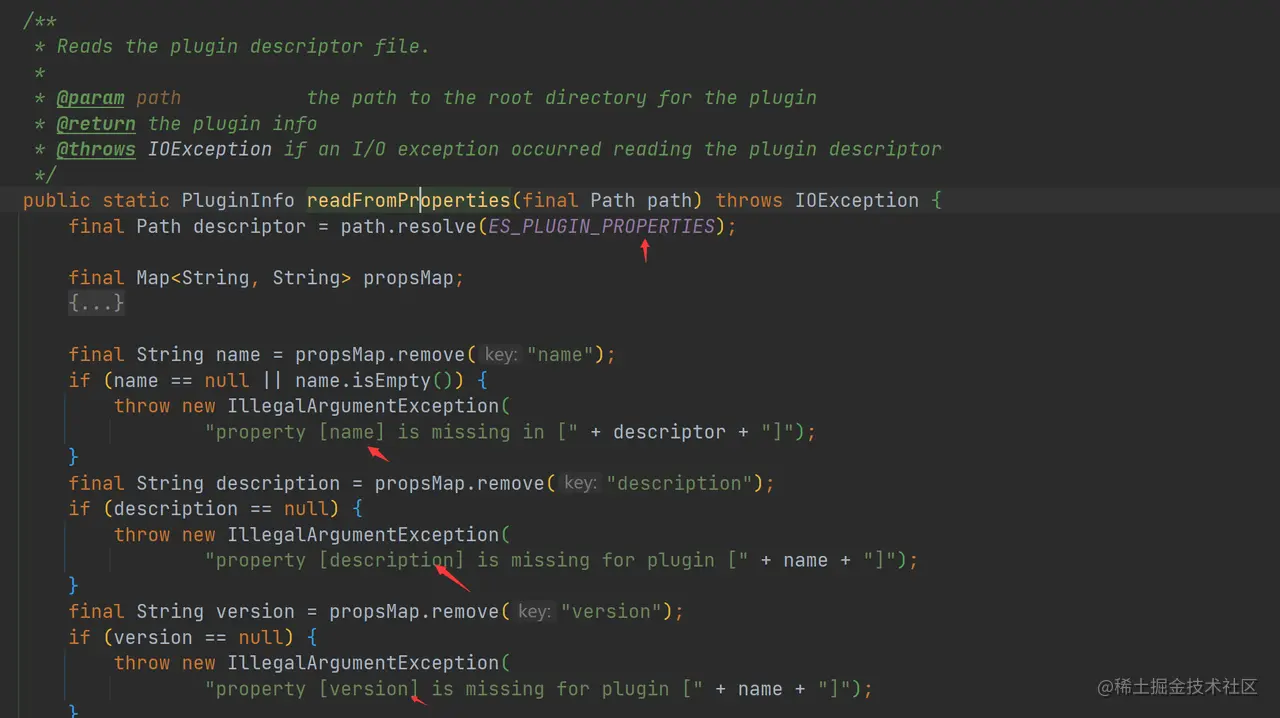 /**
* Reads the plugin descriptor file.
*
* @param path the path to the root directory for the plugin
* @return the plugin info
* @throws IOException if an I/O exception occurred reading the plugin descriptor
*/
public static PluginInfo readFromProperties(final Path path) throws IOException {
final Path descriptor = path.resolve(ES_PLUGIN_PROPERTIES);
final Map<String, String> propsMap;
{...}
final String name = propsMap.remove( key: "name");
if (name == null || name.isEmpty()) {
throw new IllegalArgumentException(
"property [name] is missing in [" + descriptor + "]");
}
final String description = propsMap.remove( key: "description");
if (description == null) {
throw new IllegalArgumentException(
"property [description] is missing for plugin [" + name + "]");
}
final String version = propsMap.remove( key: "version");
if (version == null) {
throw new IllegalArgumentException(
"property [version] is missing for plugin [" + name + "]");
}
@稀土掘金技术社区